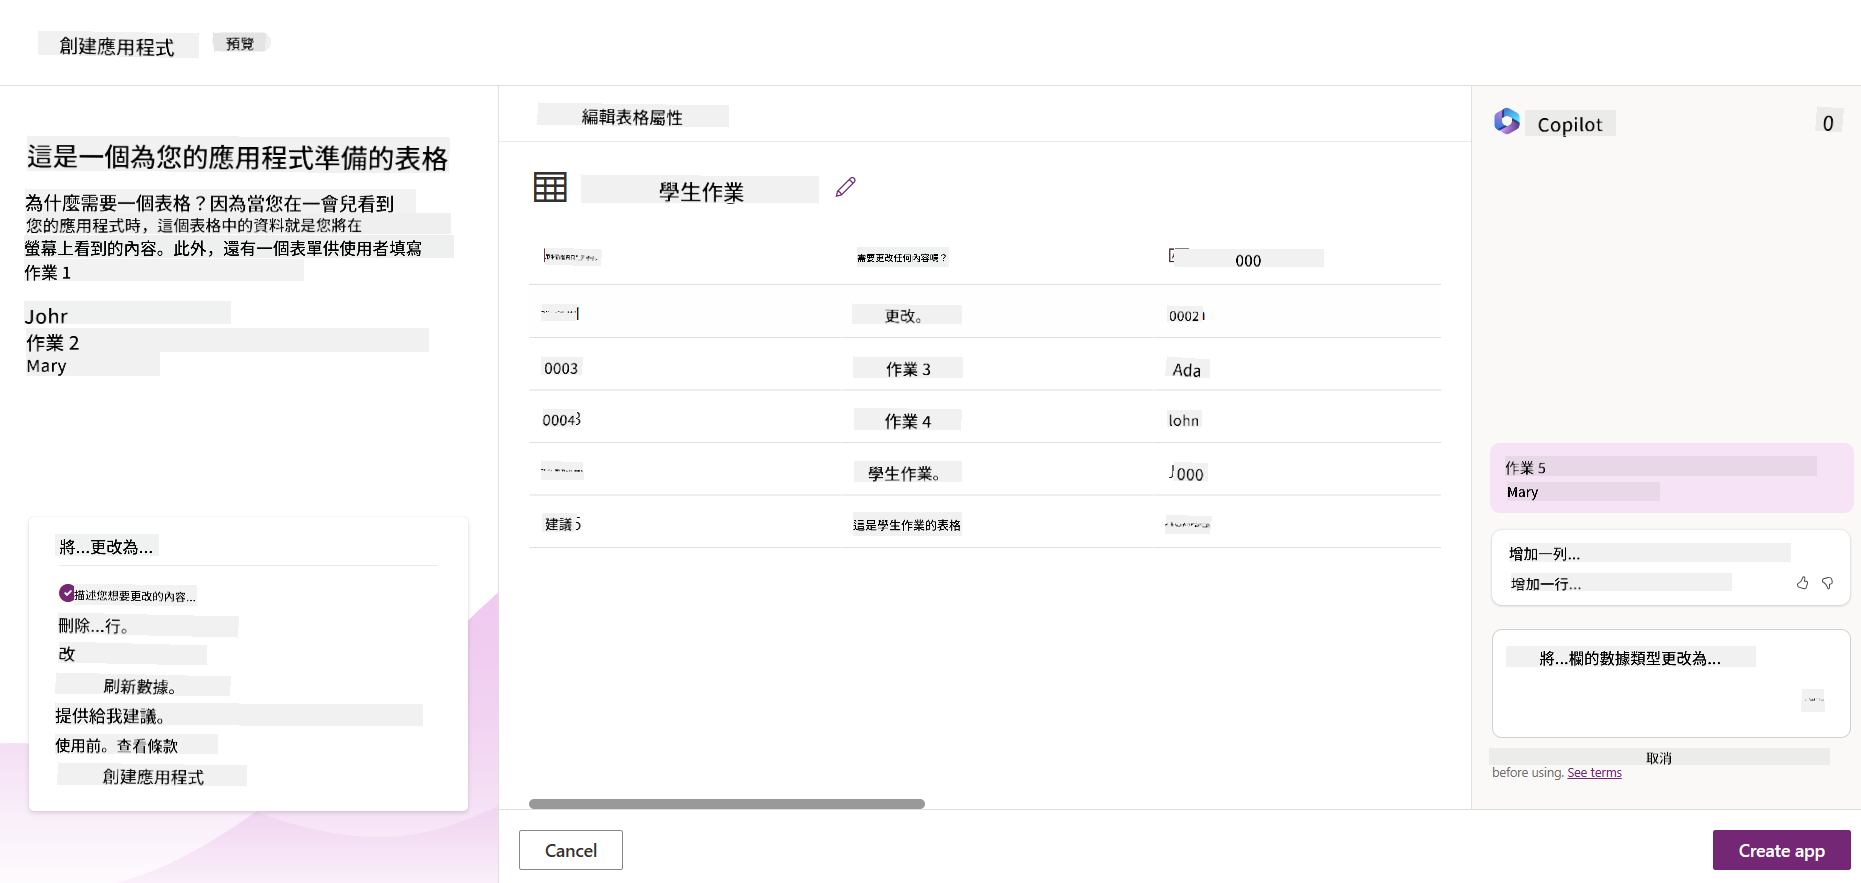 創建應用程式
預覽
這是一個為您的應用程式準備的表格
為什麼需要一個表格？因為當您在一會兒看到
您的應用程式時，這個表格中的資料就是您將在
螢幕上看到的內容。此外，還有一個表單供使用者填寫
作業 1
Johr
作業 2
Mary
將...更改為...
描述您想要更改的內容...
刪除...行。
改
刷新數據。
提供給我建議。
使用前。查看條款
創建應用程式
編輯表格屬性
學生作業
需要更改任何內容嗎？
000
更改。
0002
0003
作業 3
Ada
0004
作業 4
lohn
學生作業。
000
建議
這是學生作業的表格
Cancel
Copilot
0
作業 5
Mary
增加一列...
增加一行...
將...欄的數據類型更改為...
取消
before using. See terms
Create app